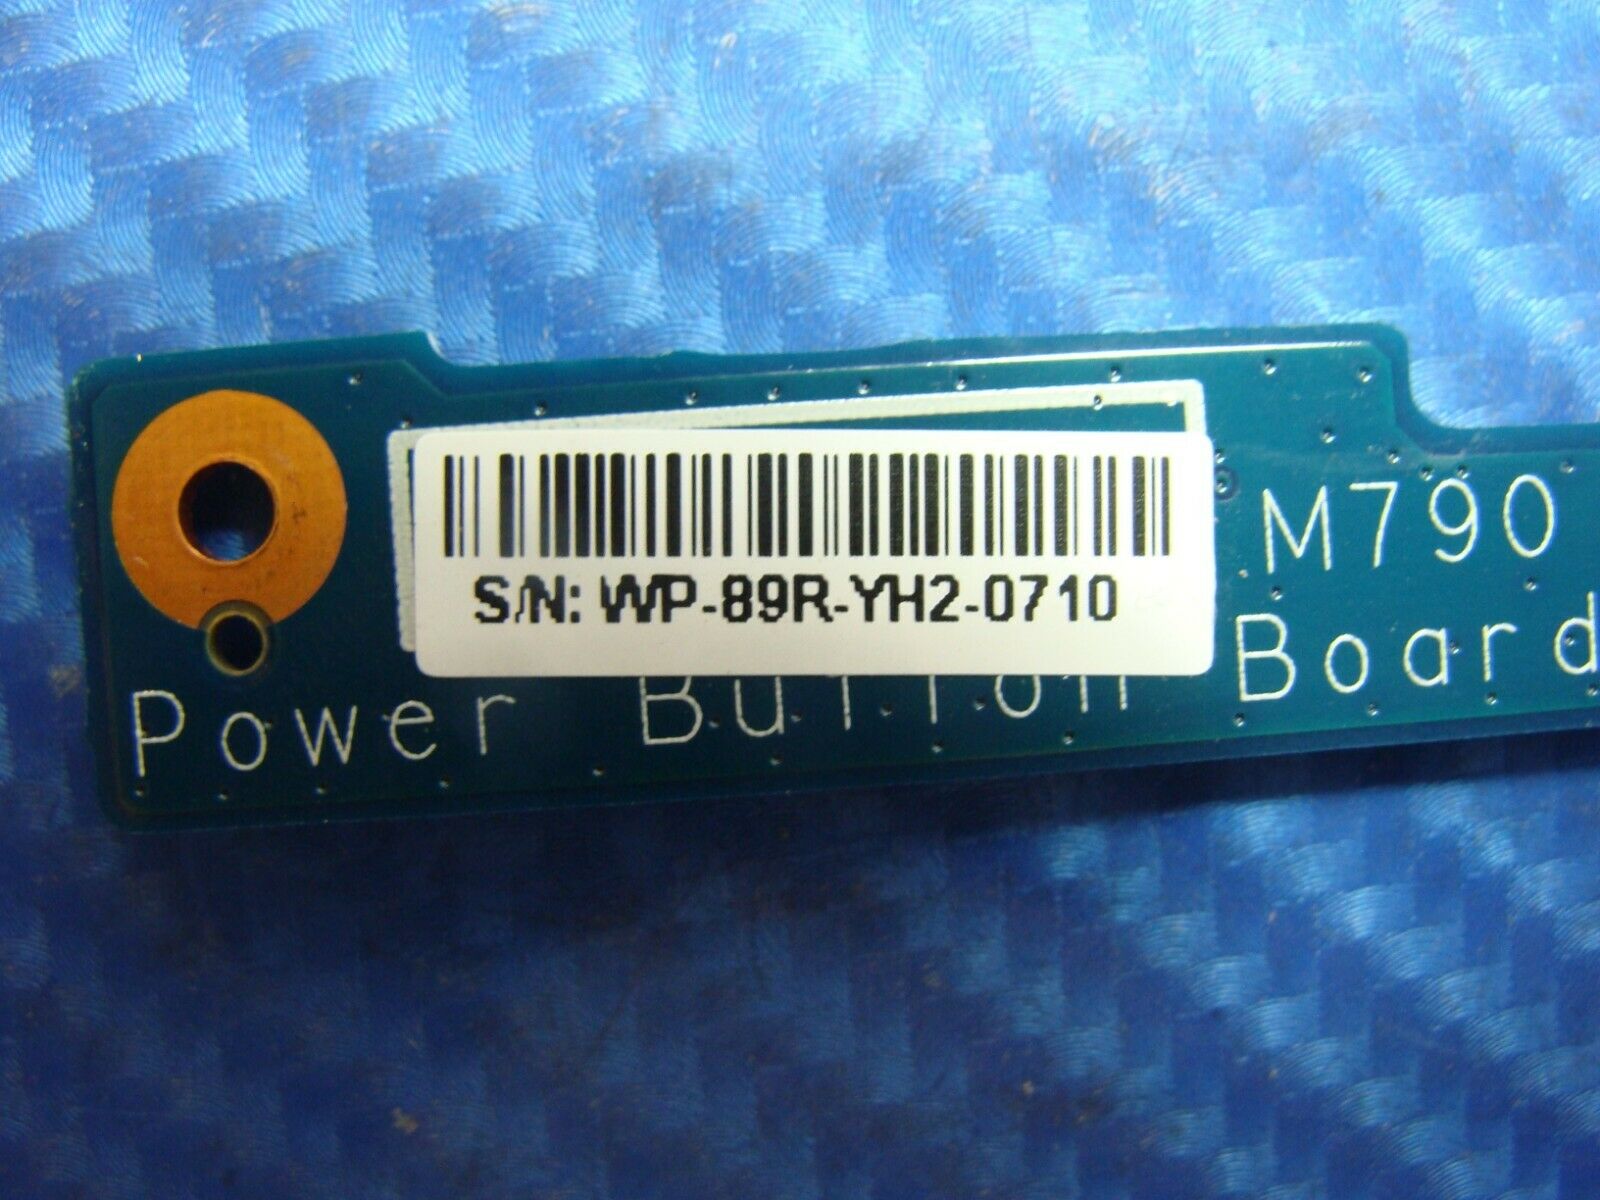 M790
S/N: WP-89R-YH2-0710
Power Button Board